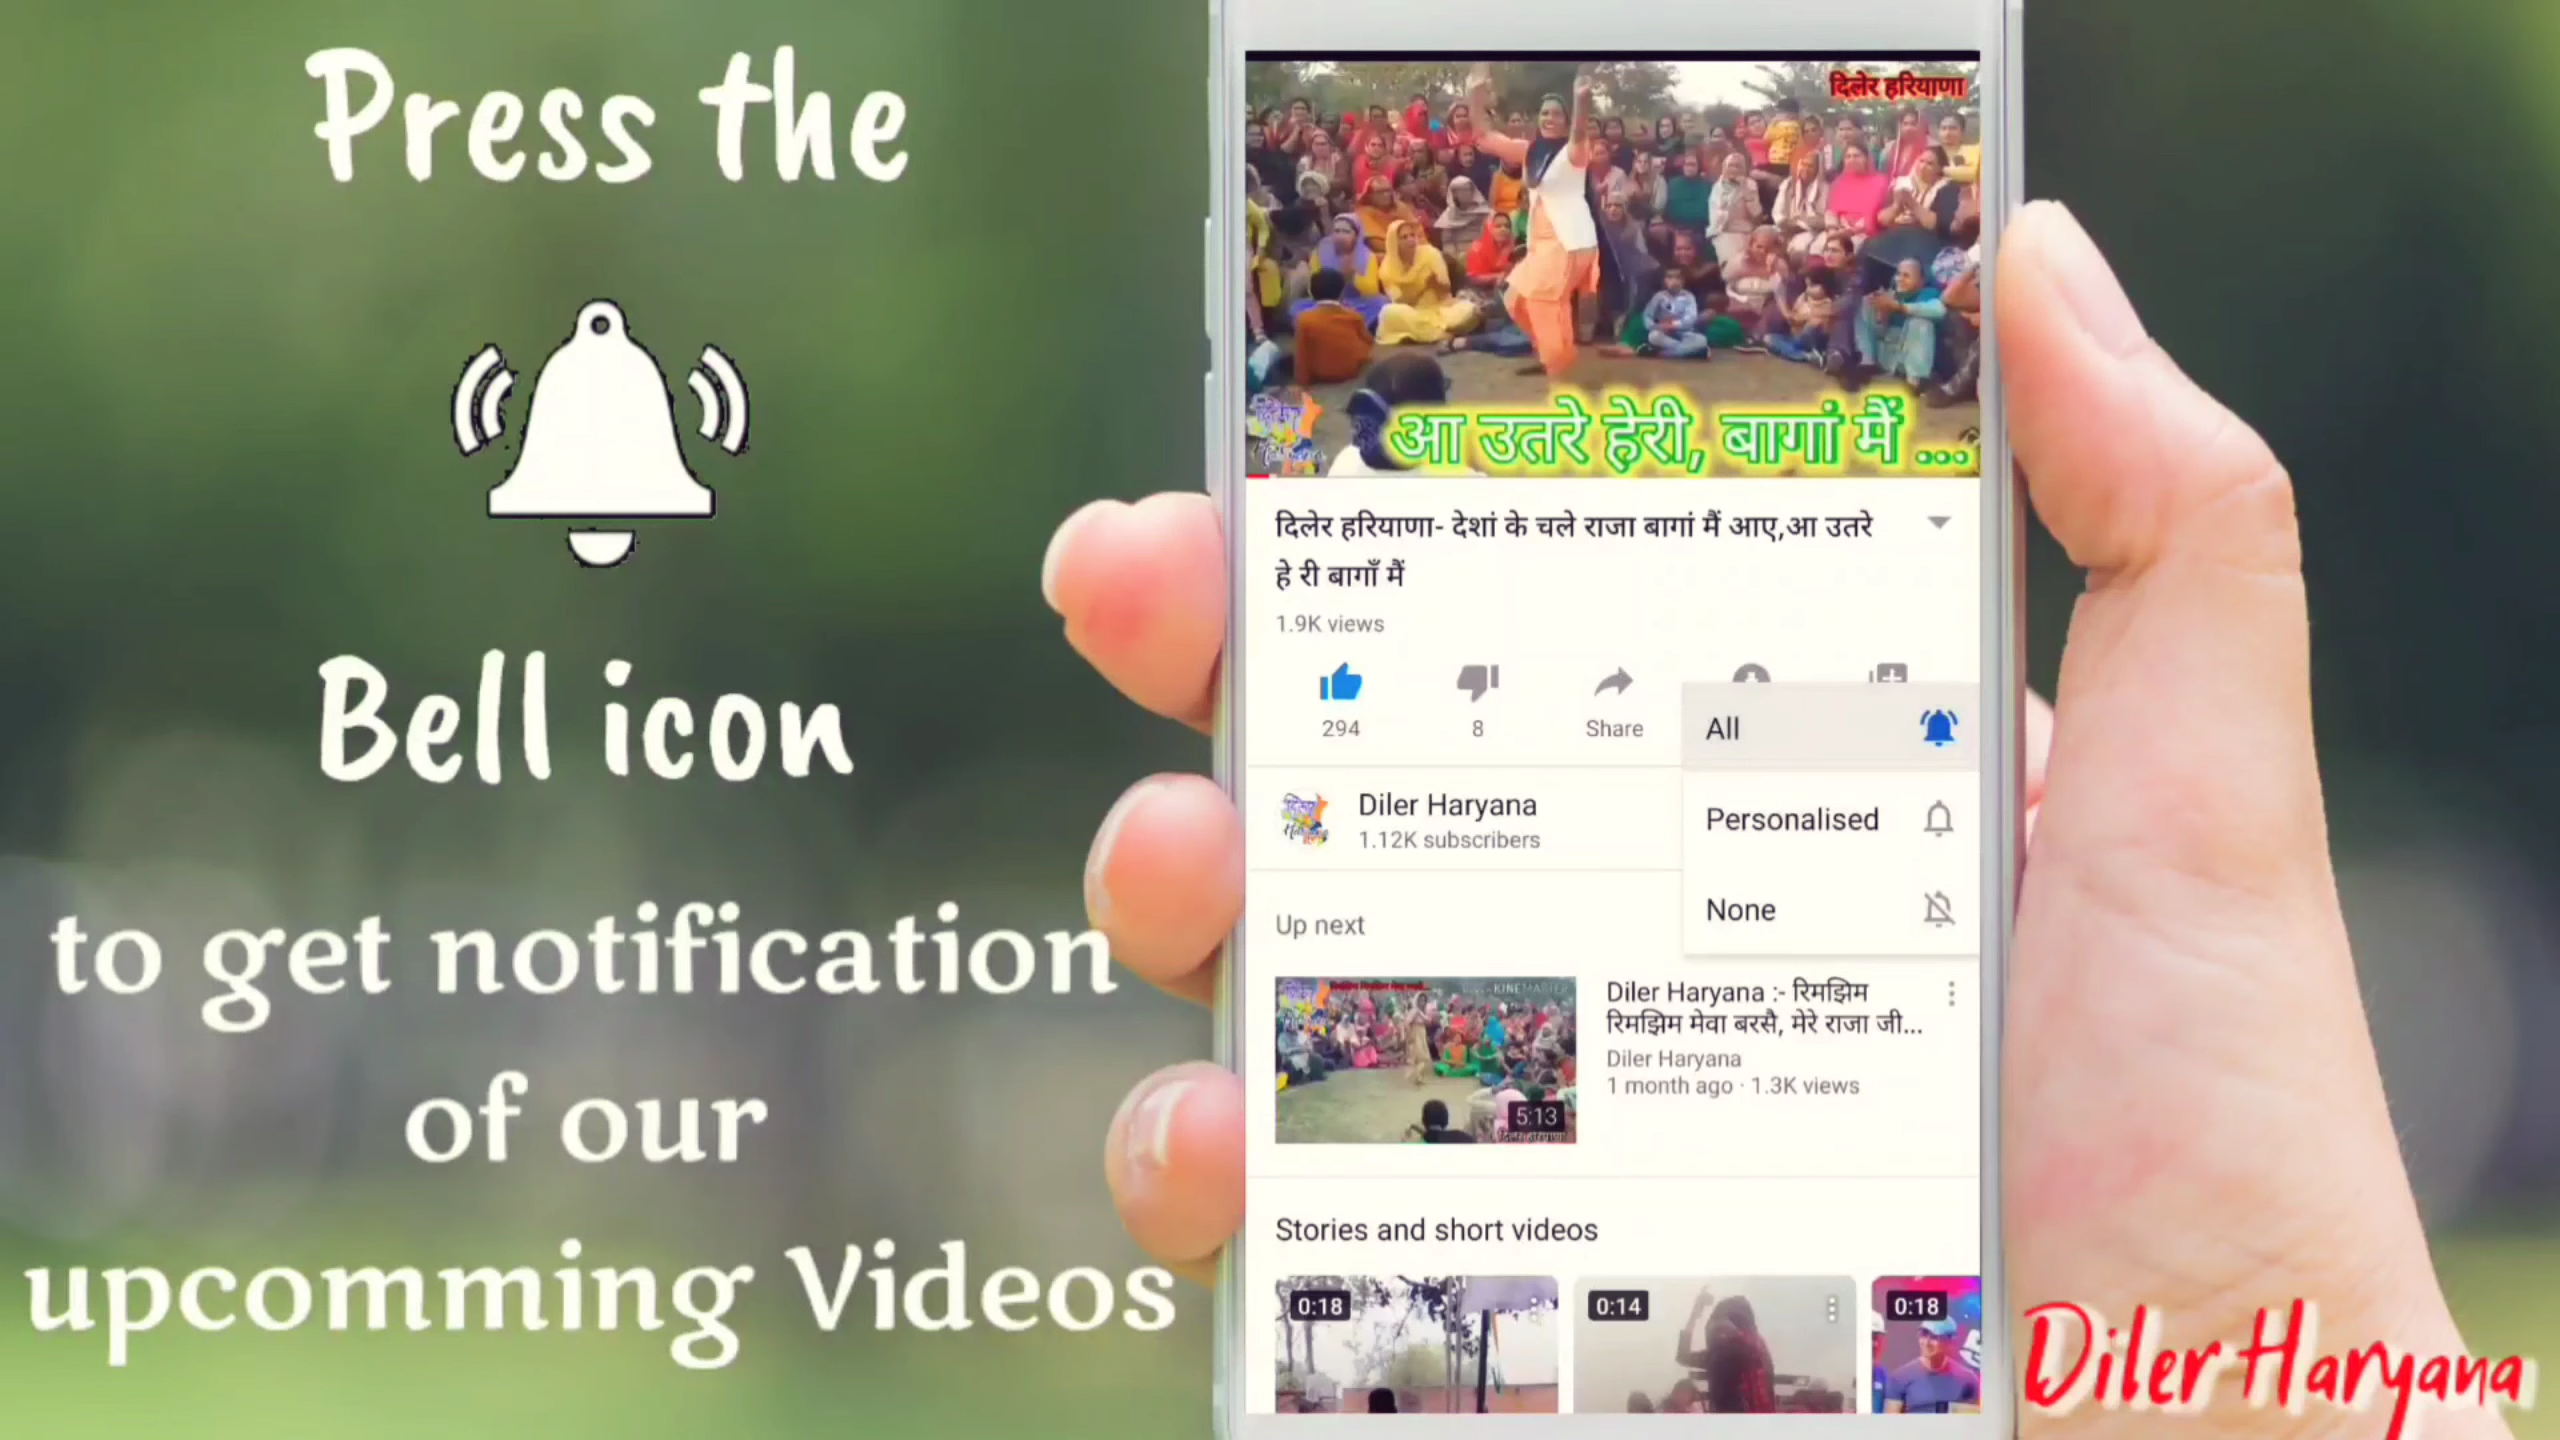 Press the
Bell icon
to get notification
of our
upcomming Videos
दिलेर हरियाणा
आ उतरे हेरी, बागां मैं ...
दिलेर हरियाणा- देशां के चले राजा बागां मैं आए,आ उतरे
हे री बागाँ मैं
1.9K views
294
8
Share
All
Personalised
None
Diler Haryana
1.12K subscribers
Up next
Diler Haryana :- रिमझिम
रिमझिम मेवा बरसै, मेरे राजा जी...
Diler Haryana
1 month ago · 1.3K views
KINEMASTER
5:13
Stories and short videos
0:18
0:14
0:18
Diler Haryana